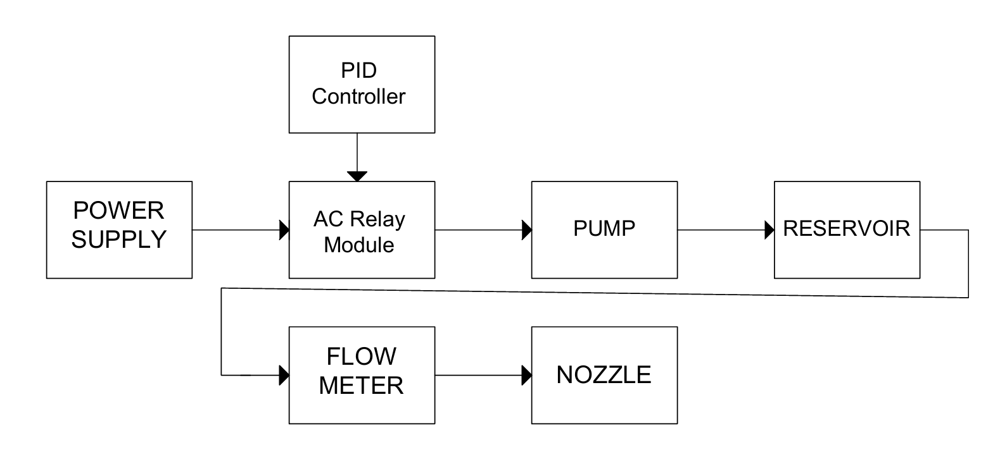 PID
Controller
POWER
SUPPLY
AC Relay
Module
PUMP
RESERVOIR
FLOW
METER
NOZZLE